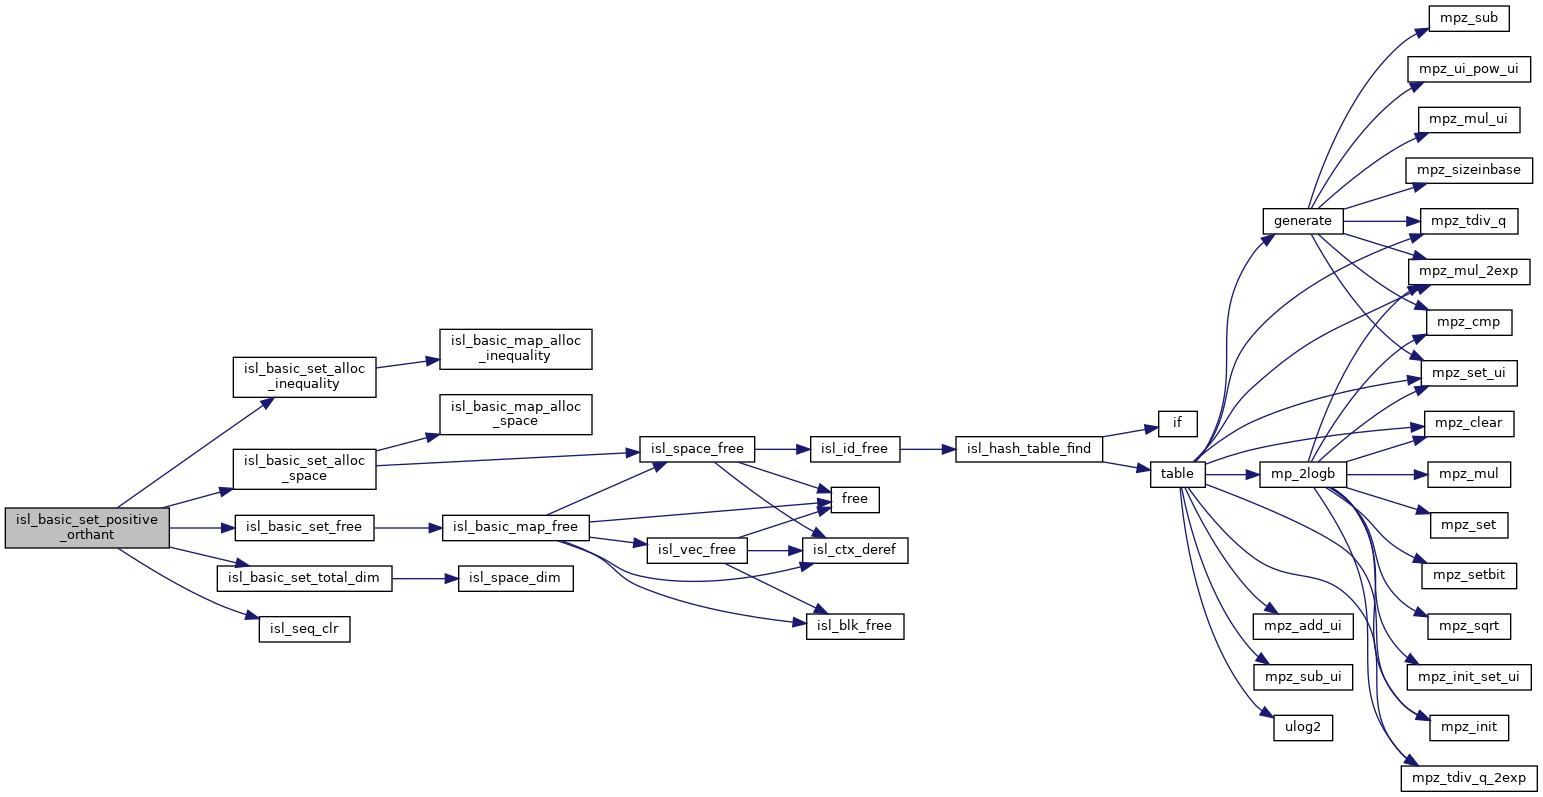 isl_basic_set_positive
_orthant
isl_basic_set_alloc
_inequality
isl_basic_set_alloc
_space
isl_basic_set_free
isl_basic_set_total_dim
isl_seq_clr
isl_basic_map_alloc
_inequality
isl_basic_map_alloc
_space
isl_basic_map_free
isl_space_dim
isl_space_free
isl_vec_free
isl_id_free
free
isl_ctx_deref
isl_blk_free
isl_hash_table_find
if
table
generate
mp_2logb
mpz_add_ui
mpz_sub_ui
ulog2
mpz_sub
mpz_ui_pow_ui
mpz_mul_ui
mpz_sizeinbase
mpz_tdiv_q
mpz_mul_2exp
mpz_cmp
mpz_set_ui
mpz_clear
mpz_mul
mpz_set
mpz_setbit
mpz_sqrt
mpz_init_set_ui
mpz_init
mpz_tdiv_q_2exp